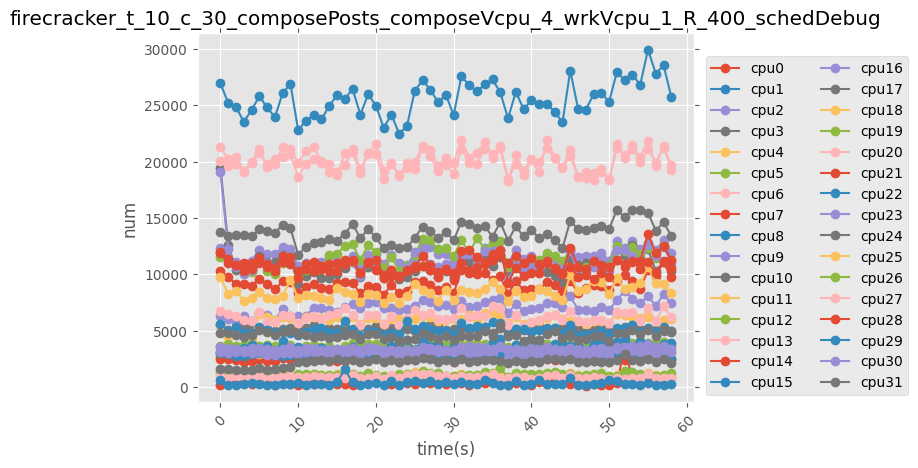 firecracker_t_10_c_30_composePosts_composeVcpu_4_wrkVcpu_1_R_400_schedDebug
30000
25000
20000
15000
10000
5000
0
num
0 10 20 30 40 50 60
time(s)
cpu0 cpu16
cpu1 cpu17
cpu2 cpu18
cpu3 cpu19
cpu4 cpu20
cpu5 cpu21
cpu6 cpu22
cpu7 cpu23
cpu8 cpu24
cpu9 cpu25
cpu10 cpu26
cpu11 cpu27
cpu12 cpu28
cpu13 cpu29
cpu14 cpu30
cpu15 cpu31